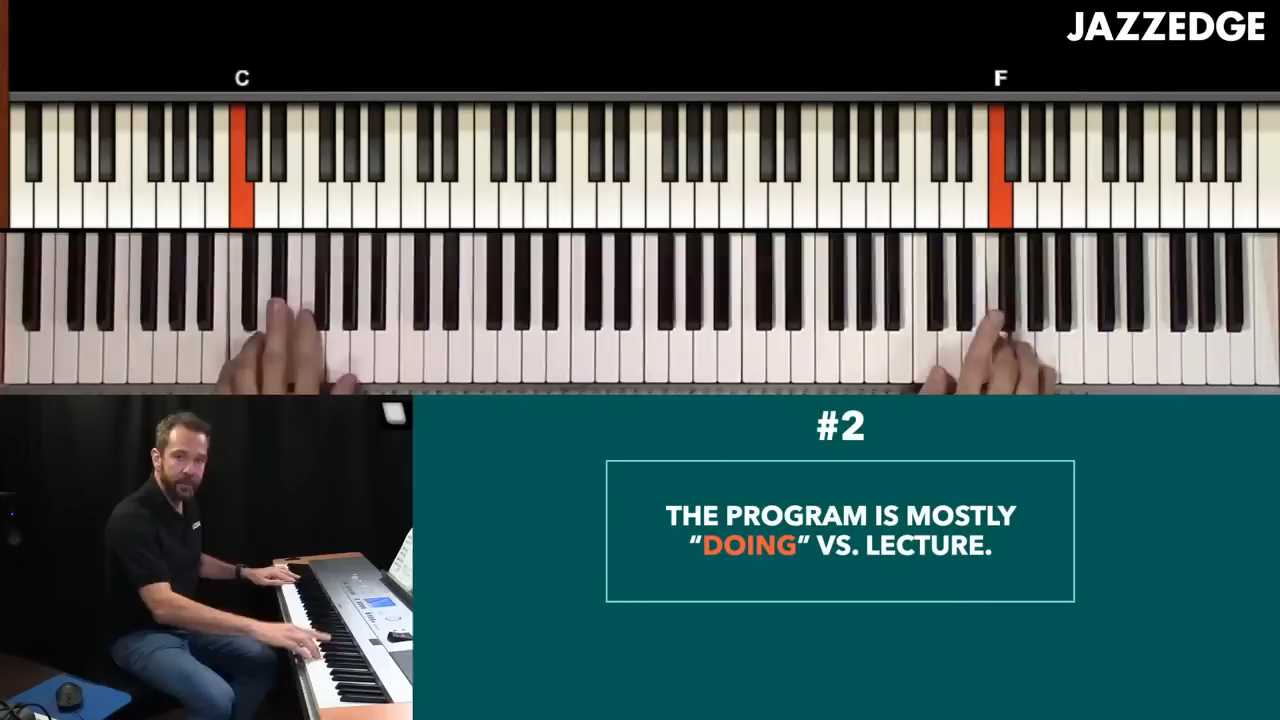 JAZZEDGE
C F
#2
THE PROGRAM IS MOSTLY
“DOING” VS. LECTURE.